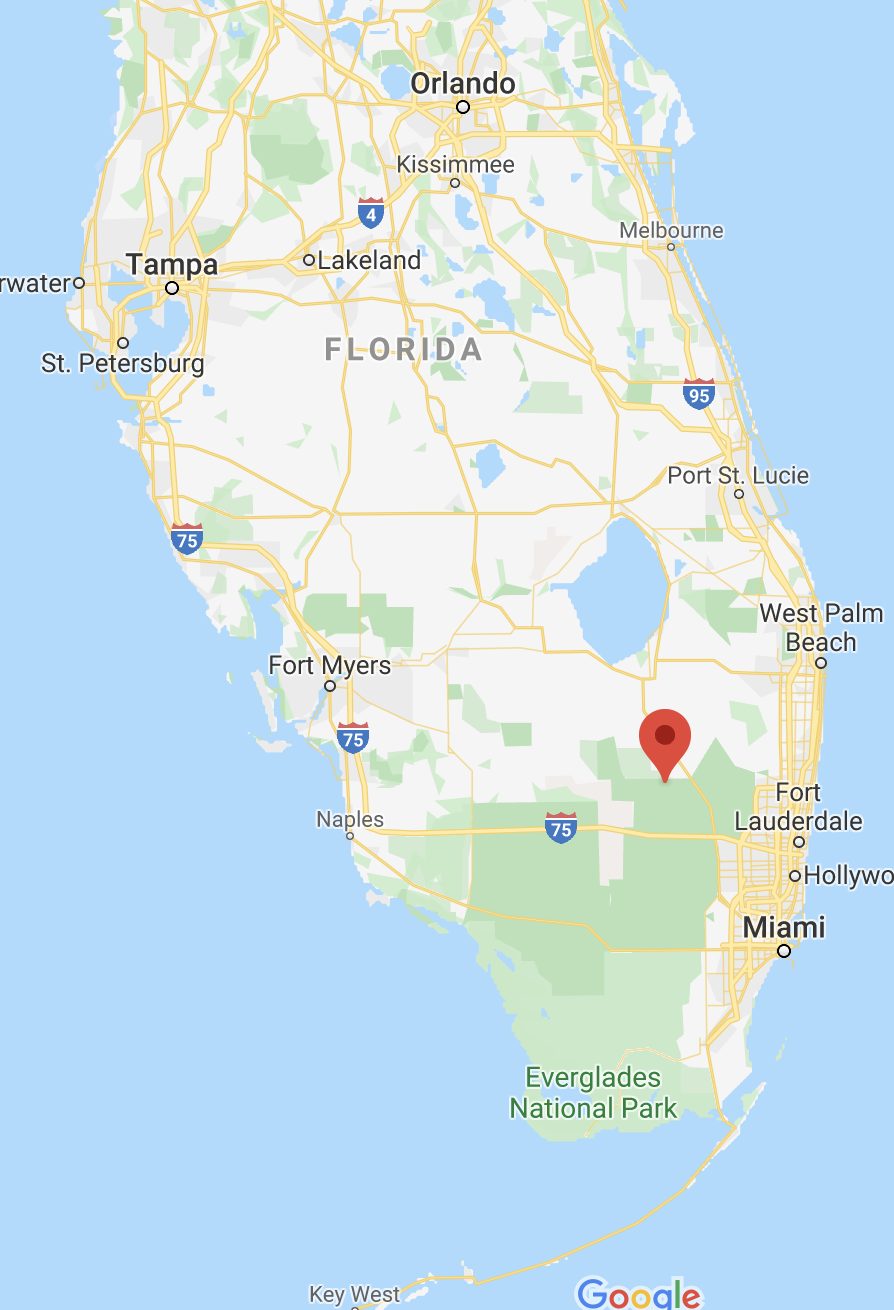 Orlando
Kissimmee
4
Melbourne
Tampa
Lakeland
rwater
St. Petersburg
FLORIDA
95
Port St. Lucie
75
West Palm
Beach
Fort Myers
75
Fort
Lauderdale
Naples
75
Hollywo
Miami
Everglades
National Park
Key West
Google